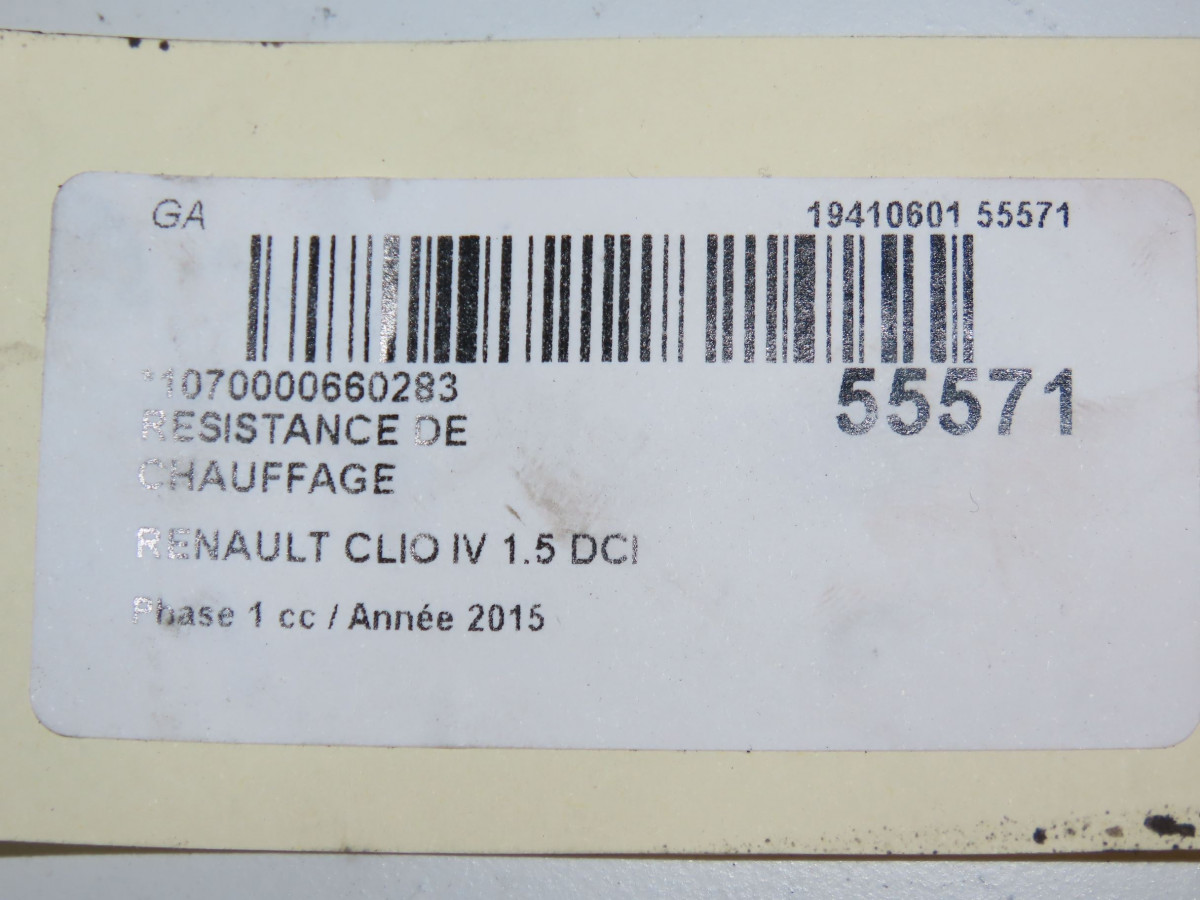 GA
19410601 55571
*1070000660283
55571
RESISTANCE DE
CHAUFFAGE
RENAULT CLIO IV 1.5 DCI
Phase 1 cc / Année 2015